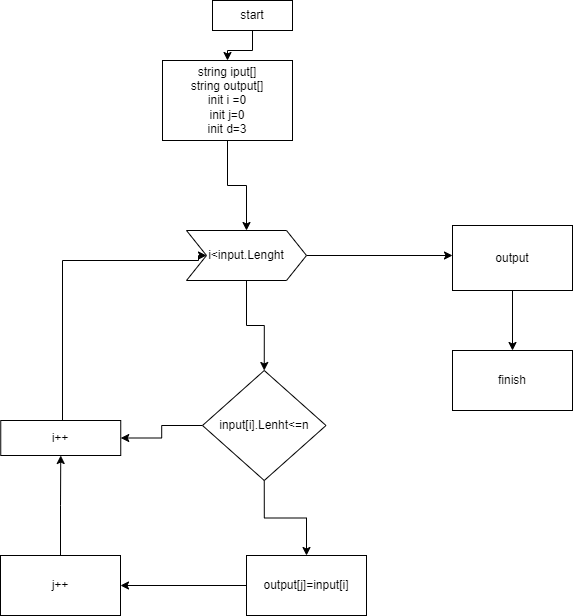 start
string iput[]
string output[]
init i =0
init j=0
init d=3
i<input.Lenght
output
finish
input[i].Lenht<=n
i++
output[j]=input[i]
j++